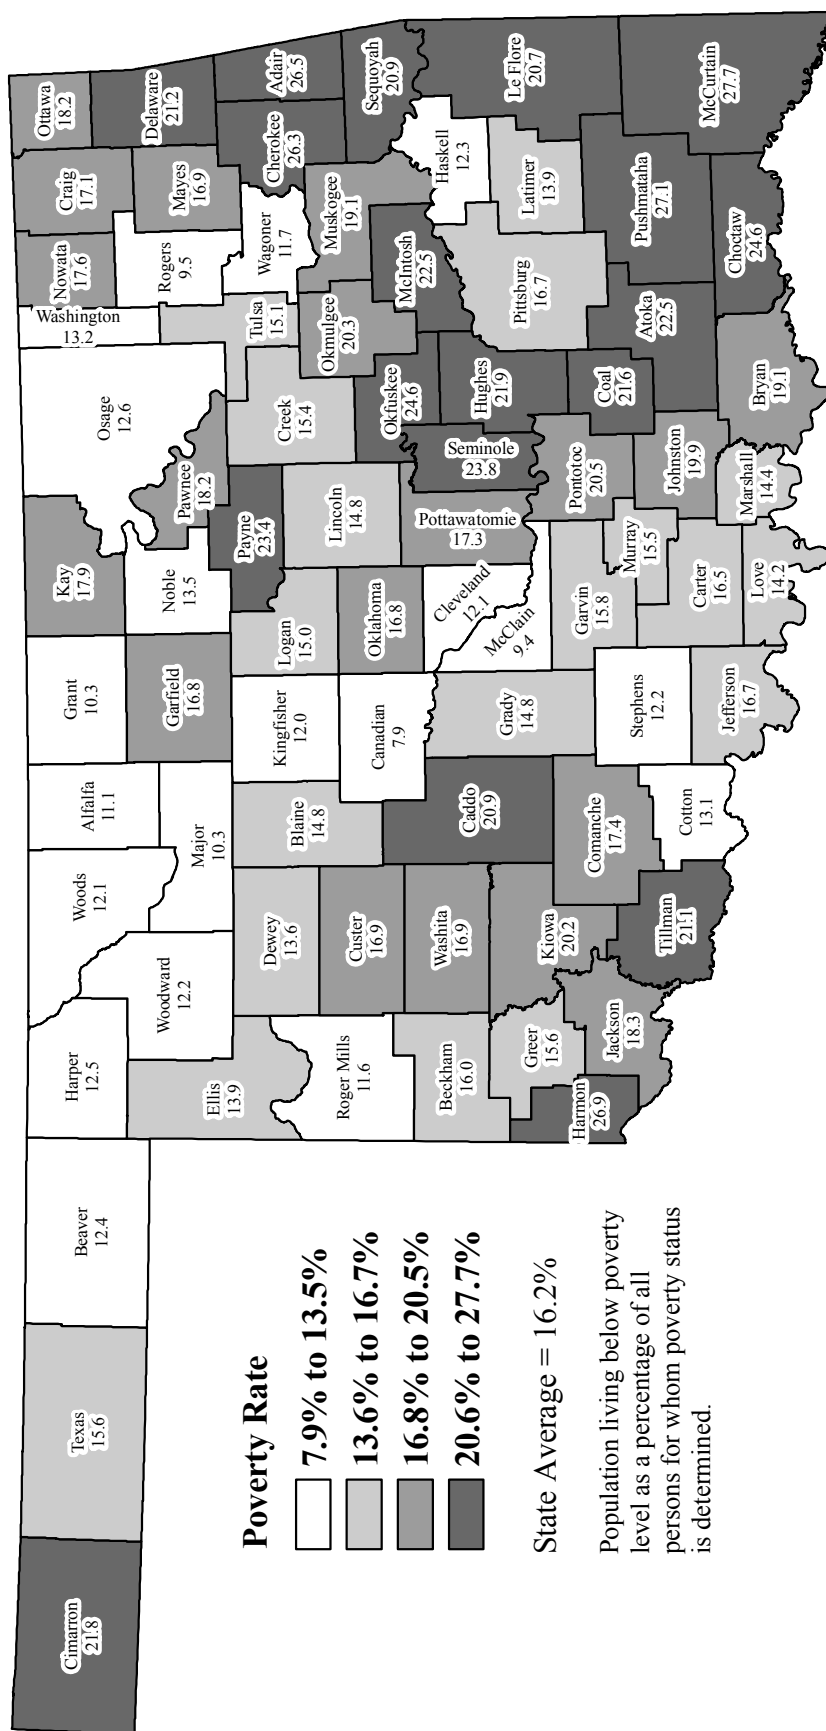 Cimarron
21.8
Texas
15.6
Beaver
12.4
Harper
12.5
Woods
12.1
Alfalfa
11.1
Grant
10.3
Kay
17.9
Osage
12.6
Washington
13.2
Nowata
17.6
Craig
17.1
Ottawa
18.2
Ellis
13.9
Woodward
12.2
Major
10.3
Garfield
16.8
Noble
13.5
Pawnee
18.2
Rogers
9.5
Mayes
16.9
Delaware
21.2
Roger Mills
11.6
Dewey
13.6
Blaine
14.8
Kingfisher
12.0
Logan
15.0
Payne
23.4
Creek
15.4
Tulsa
15.1
Wagoner
11.7
Cherokee
26.3
Adair
26.5
Beckham
16.0
Custer
16.9
Canadian
7.9
Oklahoma
16.8
Lincoln
14.8
Okfuskee
24.6
Okmulgee
20.3
Muskogee
19.1
Sequoyah
20.9
Washita
16.9
Caddo
20.9
Grady
14.8
Cleveland
12.1
McClain
9.4
Pottawatomie
17.3
Seminole
23.8
Hughes
21.9
McIntosh
22.5
Haskell
12.3
Le Flore
20.7
Harmon
26.9
Greer
15.6
Kiowa
20.2
Comanche
17.4
Stephens
12.2
Garvin
15.8
Murray
15.5
Pontotoc
20.5
Coal
21.6
Pittsburg
16.7
Latimer
13.9
Jackson
18.3
Tillman
21.1
Cotton
13.1
Jefferson
16.7
Carter
16.5
Love
14.2
Johnston
19.9
Marshall
14.4
Atoka
22.5
Bryan
19.1
Pushmataha
27.1
Choctaw
24.6
McCurtain
27.7
Poverty Rate
7.9% to 13.5%
13.6% to 16.7%
16.8% to 20.5%
20.6% to 27.7%
State Average = 16.2%
Population living below poverty
level as a percentage of all
persons for whom poverty status
is determined.